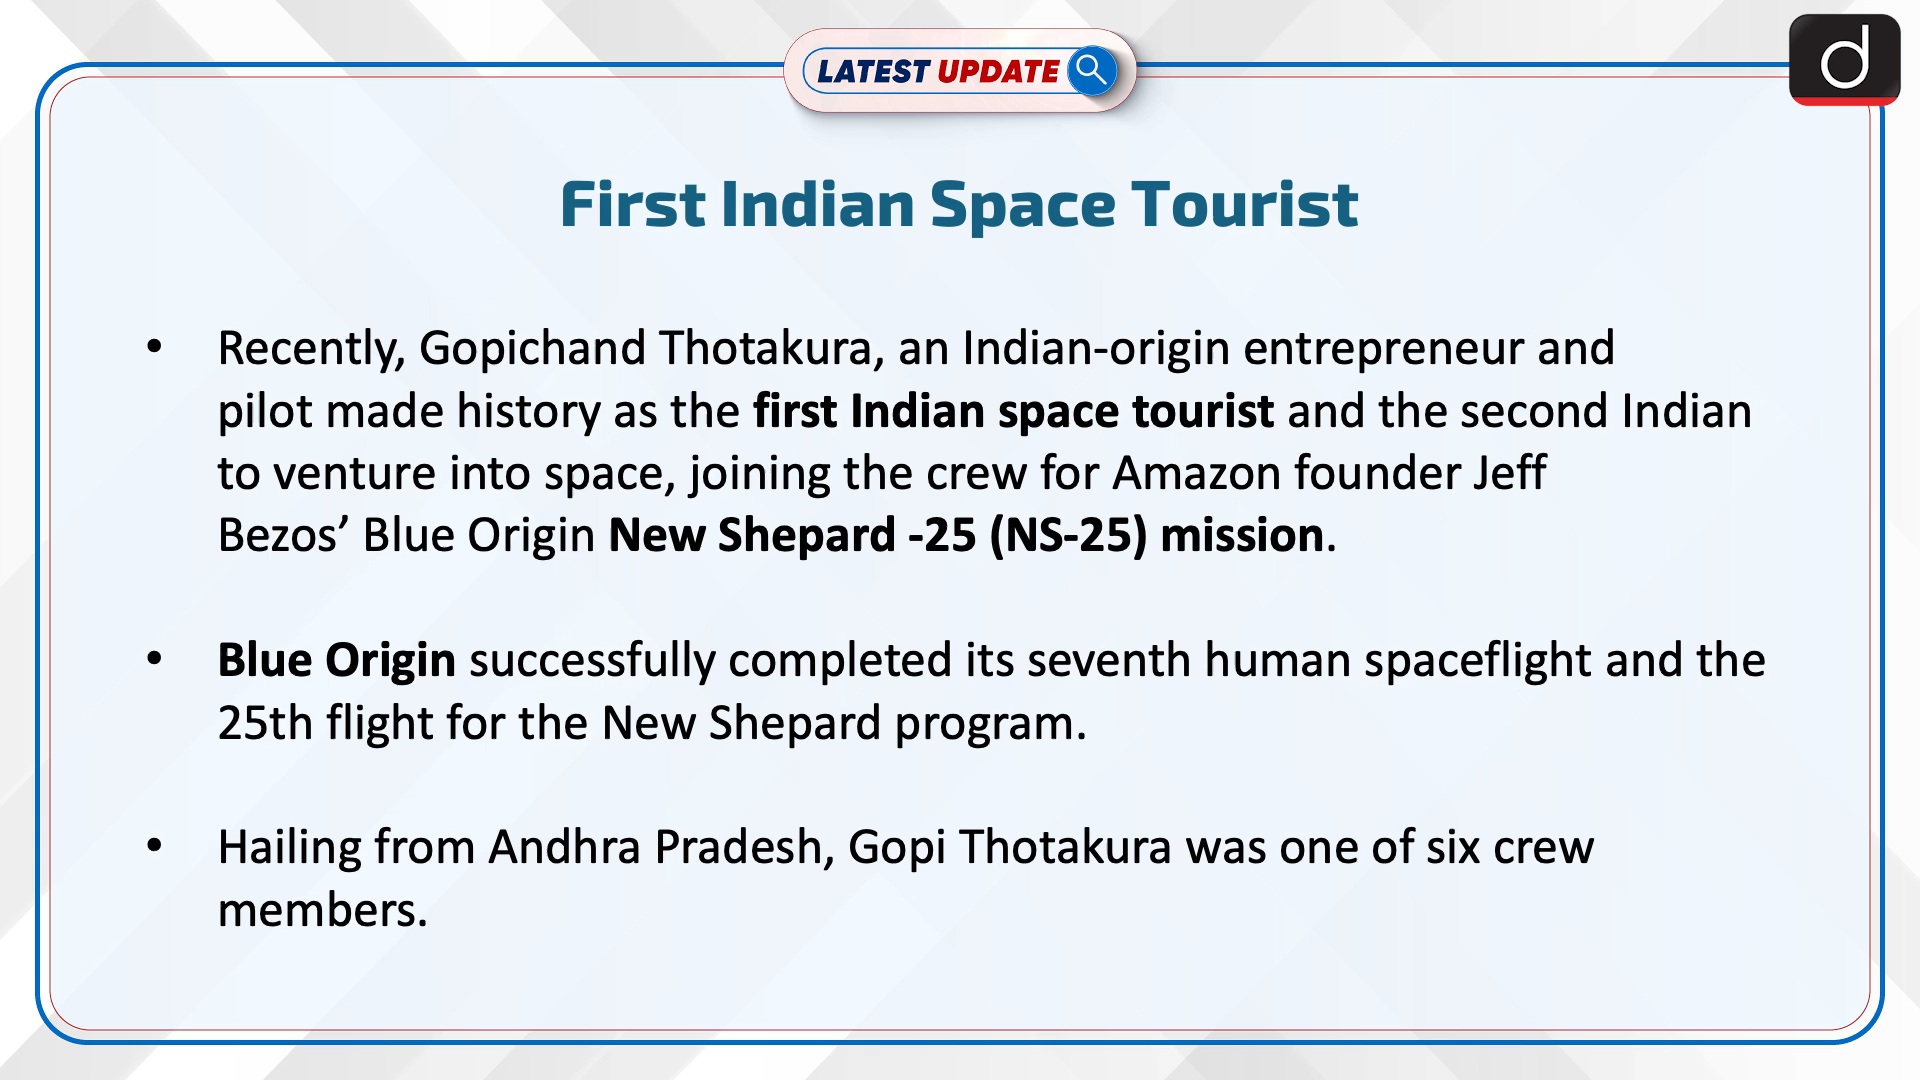 LATEST UPDATE
d
First Indian Space Tourist
• Recently, Gopichand Thotakura, an Indian-origin entrepreneur and
pilot made history as the first Indian space tourist and the second Indian
to venture into space, joining the crew for Amazon founder Jeff
Bezos’ Blue Origin New Shepard -25 (NS-25) mission.
• Blue Origin successfully completed its seventh human spaceflight and the
25th flight for the New Shepard program.
• Hailing from Andhra Pradesh, Gopi Thotakura was one of six crew
members.